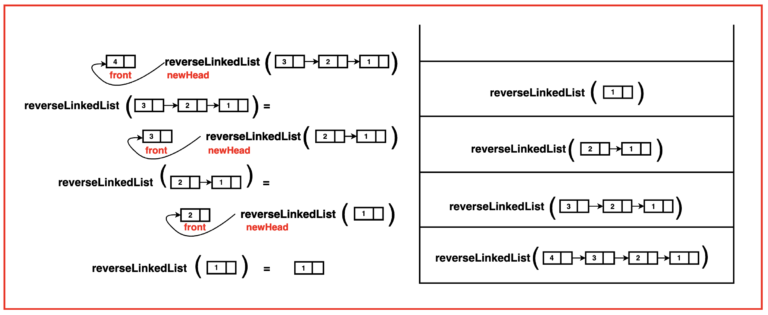 4 reverseLinkedList ( 3 2 1 )
front newHead
reverseLinkedList ( 3 2 1 ) =
3 reverseLinkedList ( 2 1 )
front newHead
reverseLinkedList ( 2 1 ) =
2 reverseLinkedList ( 1 )
front newHead
reverseLinkedList ( 1 ) = 1
reverseLinkedList ( 1 )
reverseLinkedList ( 2 1 )
reverseLinkedList ( 3 2 1 )
reverseLinkedList ( 4 3 2 1 )